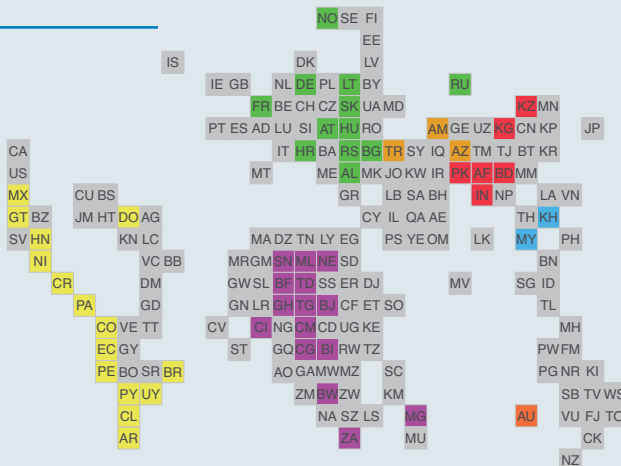 NO SE FI
EE
IS DK LV
IE GB NL DE PL LT BY RU
FR BE CH CZ SK UA MD KZ MN
PT ES AD LU SI AT HU RO AM GE UZ KG CN KP JP
CA IT HR BA RS BG TR SY IQ AZ TM TJ BT KR
US MT ME AL MK JO KW IR PK AF BD MM
MX CU BS GR LB SA BH IN NP LA VN
GT BZ JM HT DO AG CY IL QA AE TH KH
SV HN KN LC MA DZ TN LY EG PS YE OM LK MY PH
NI VC BB MR GM SN ML NE SD BN
CR DM GW SL BF TD SS ER DJ MV SG ID
PA GD GN LR GH TG BJ CF ET SO TL
CO VE TT CV CI NG CM CD UG KE MH
EC GY ST GQ CG BI RW TZ PW FM
PE BO SR BR AO GA MW MZ SC PG NR KI
PY UY ZM BW ZW KM SB TV WS
CL NA SZ LS MG AU VU FJ TO
AR ZA MU CK
NZ